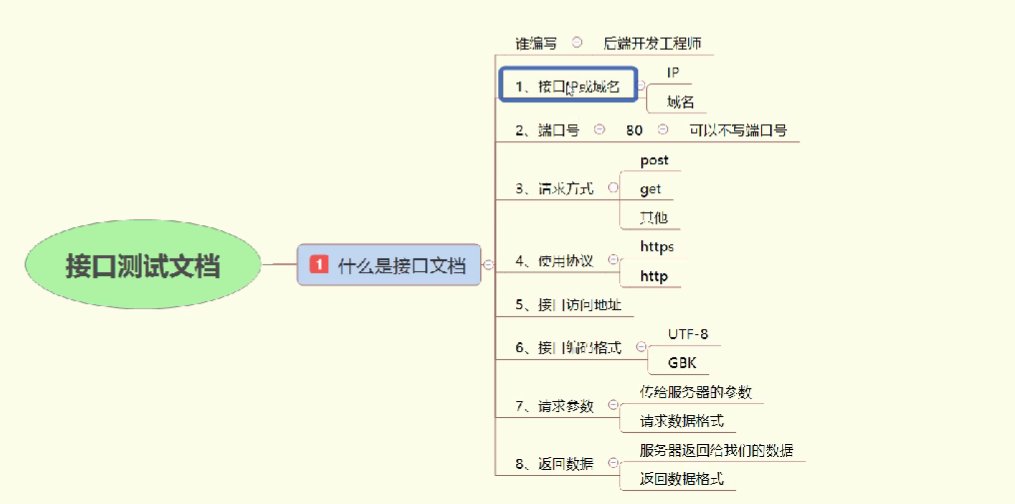 谁编写
后端开发工程师
1、接口IP或域名
IP
域名
2、端口号
80
可以不写端口号
3、请求方式
post
get
其他
接口测试文档
1 什么是接口文档
4、使用协议
https
http
5、接口访问地址
6、接口编码格式
UTF-8
GBK
7、请求参数
传给服务器的参数
请求数据格式
8、返回数据
服务器返回给我们的数据
返回数据格式